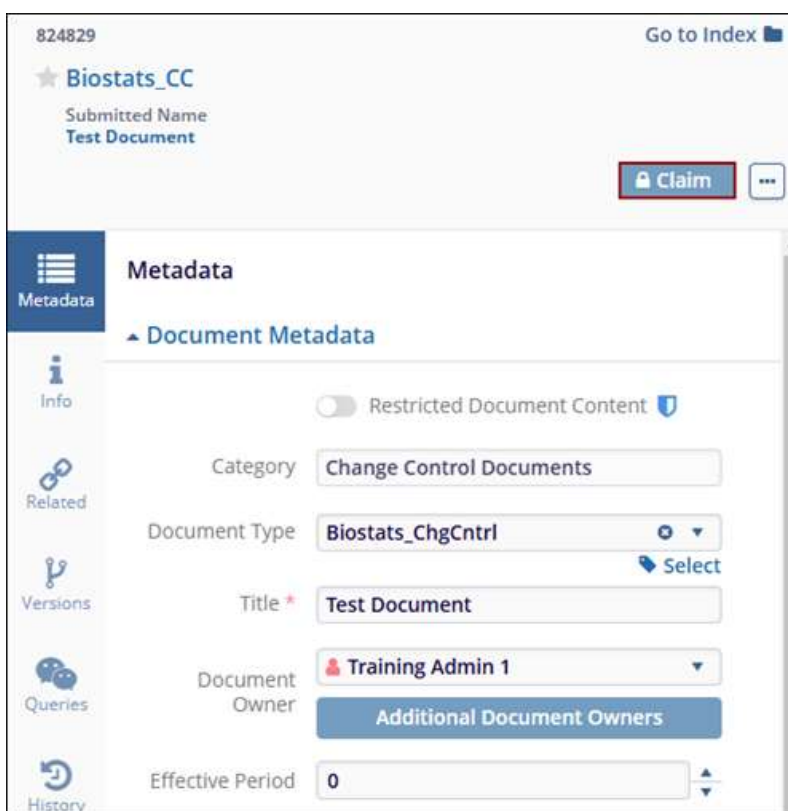 824829
Go to Index
Biostats_CC
Submitted Name
Test Document
Claim
Metadata
Info
Related
Versions
Queries
History
Metadata
Document Metadata
Restricted Document Content
Category
Change Control Documents
Document Type
Biostats_ChgCntrl
Select
Title *
Test Document
Document
Owner
Training Admin 1
Additional Document Owners
Effective Period
0